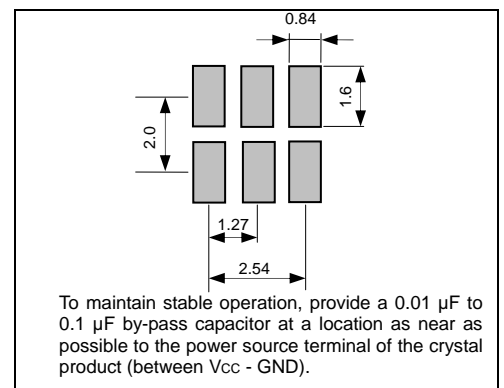 0.84
1.6
2.0
1.27
2.54
To maintain stable operation, provide a 0.01 µF to
0.1 µF by-pass capacitor at a location as near as
possible to the power source terminal of the crystal
product (between Vcc - GND).